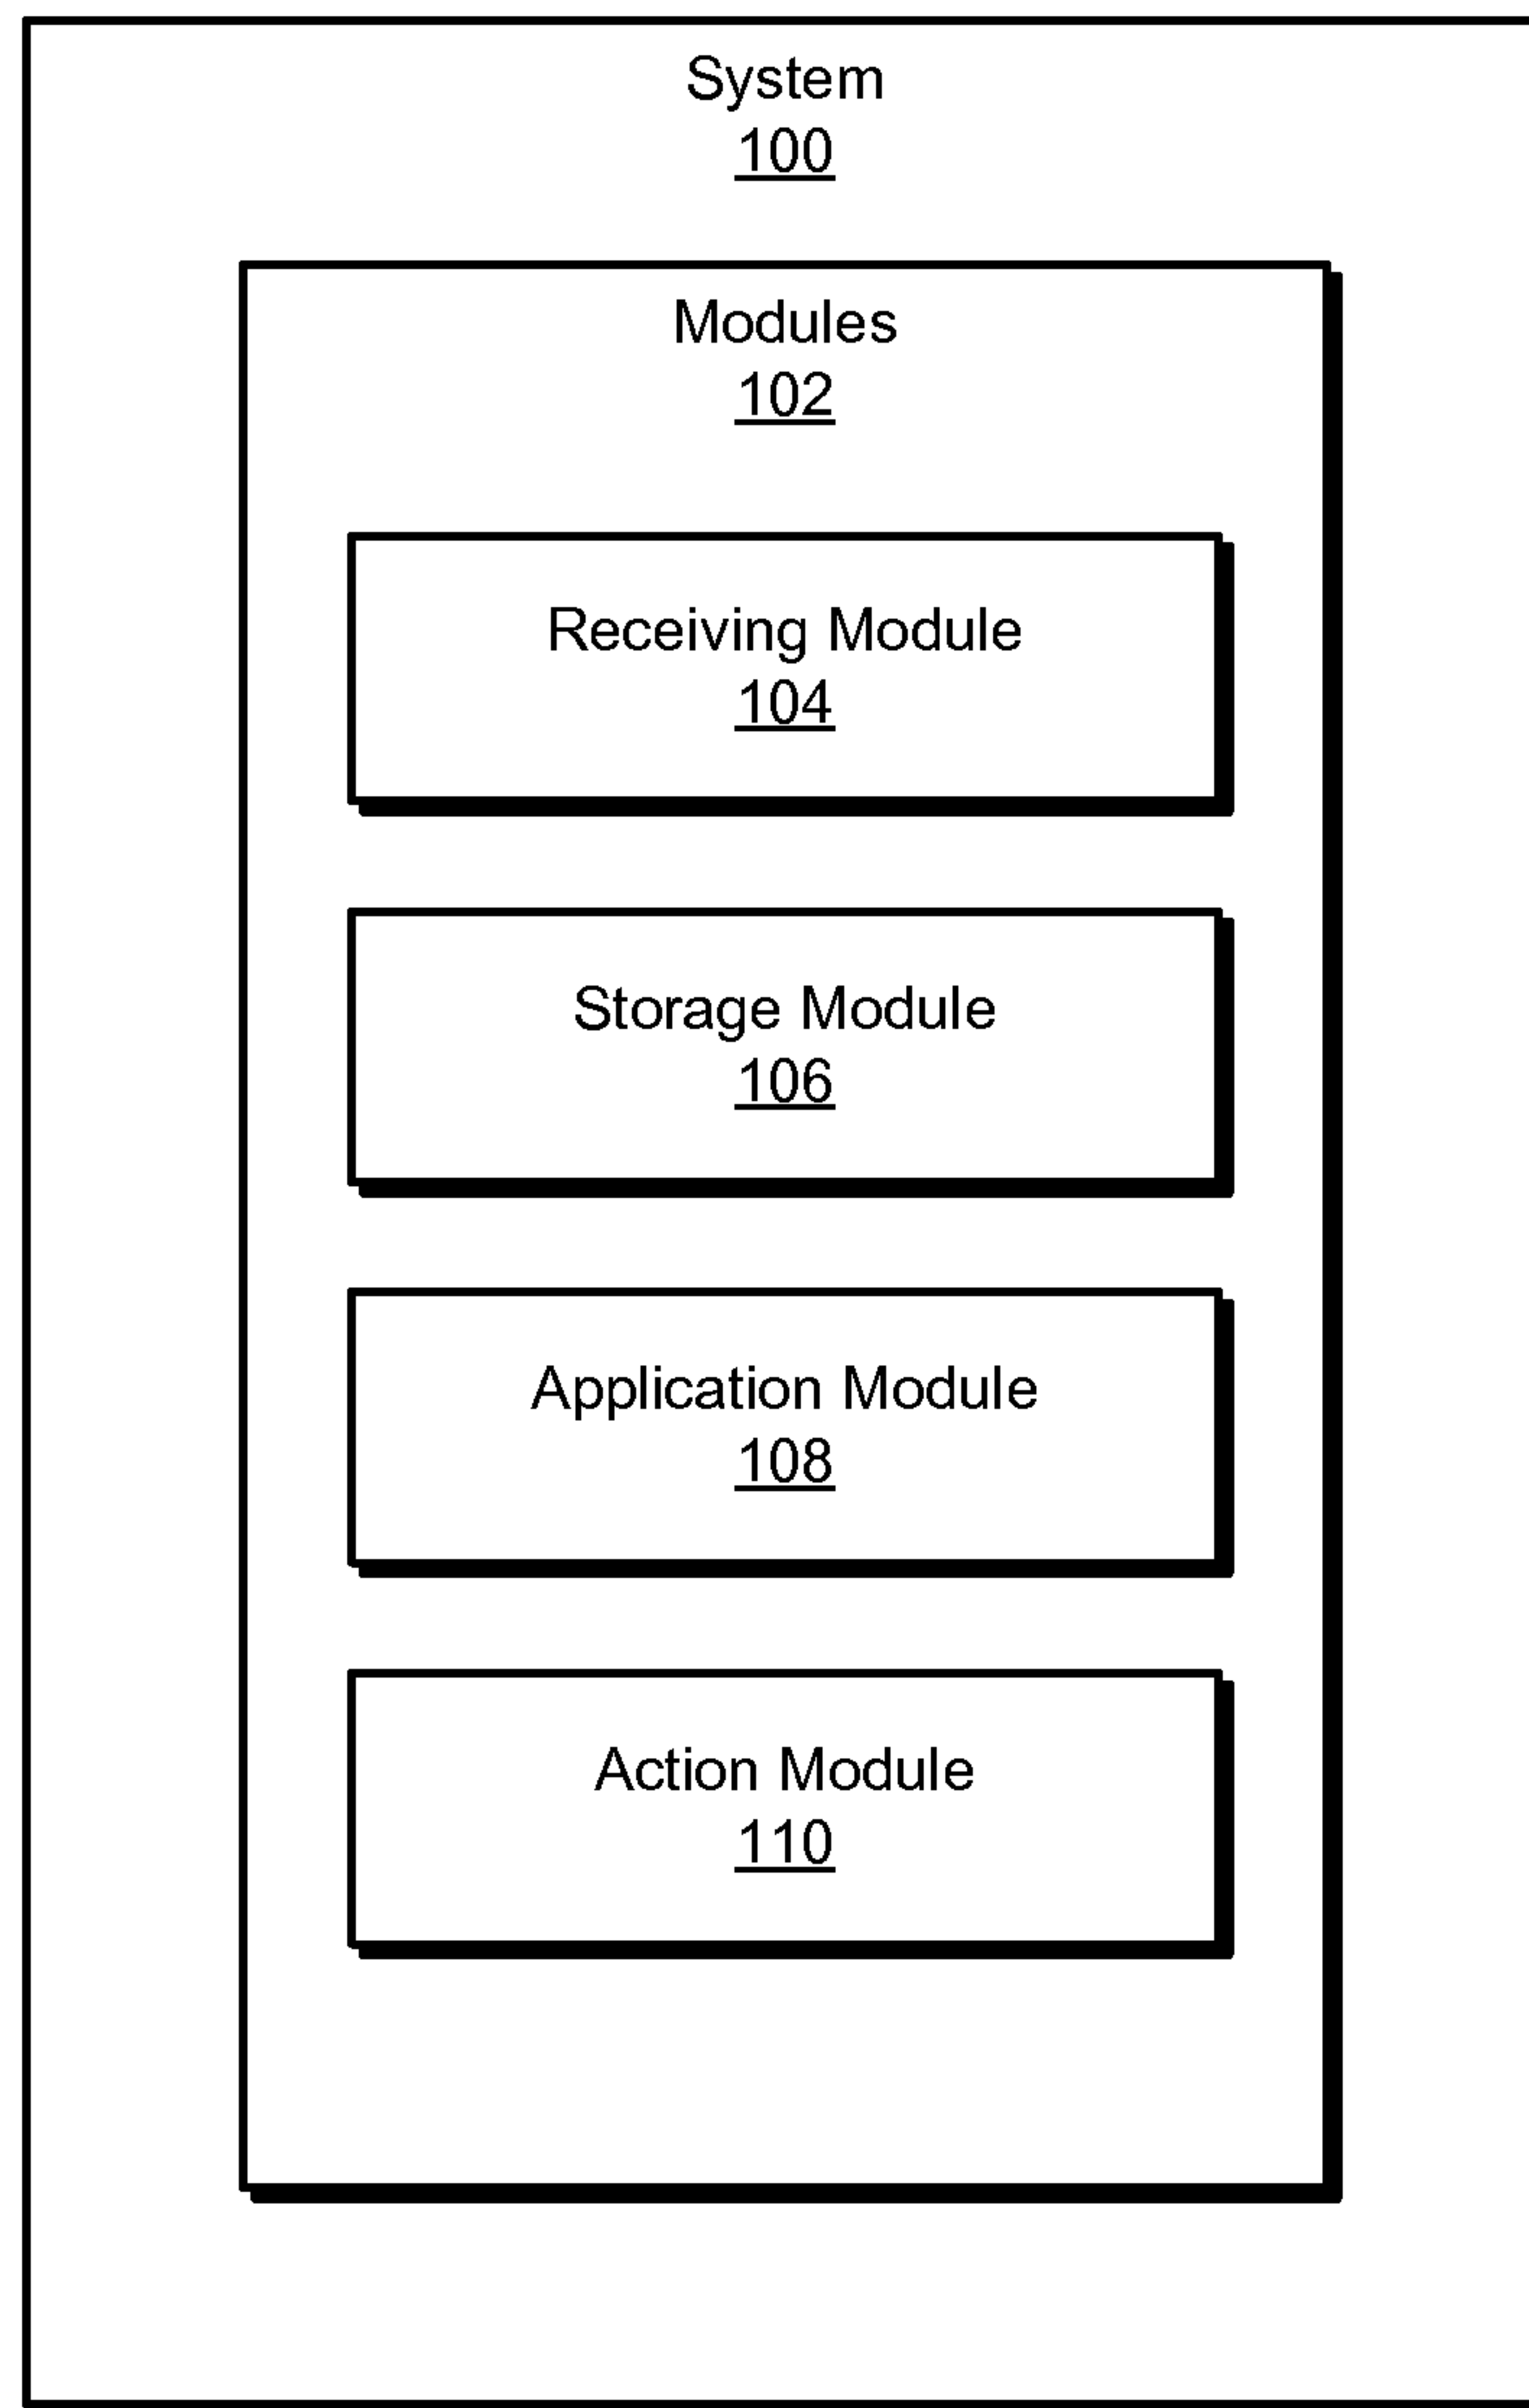 System
100
Modules
102
Receiving Module
104
Storage Module
106
Application Module
108
Action Module
110